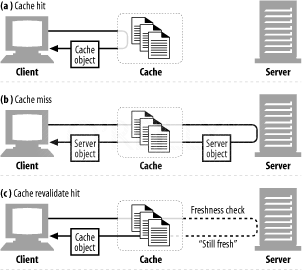 (a) Cache hit
Cache
object
Client
Cache
Server
(b) Cache miss
Server
object
Server
object
Client
Cache
Server
(c) Cache revalidate hit
Freshness check
Cache
object
"Still fresh"
Client
Cache
Server